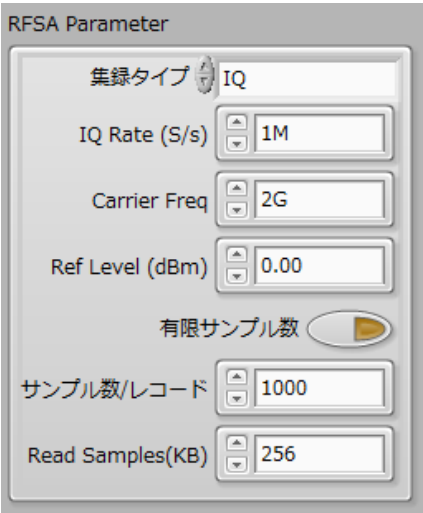 RFSA Parameter
集録タイプ IQ
IQ Rate (S/s) 1M
Carrier Freq 2G
Ref Level (dBm) 0.00
有限サンプル数
サンプル数/レコード 1000
Read Samples(KB) 256